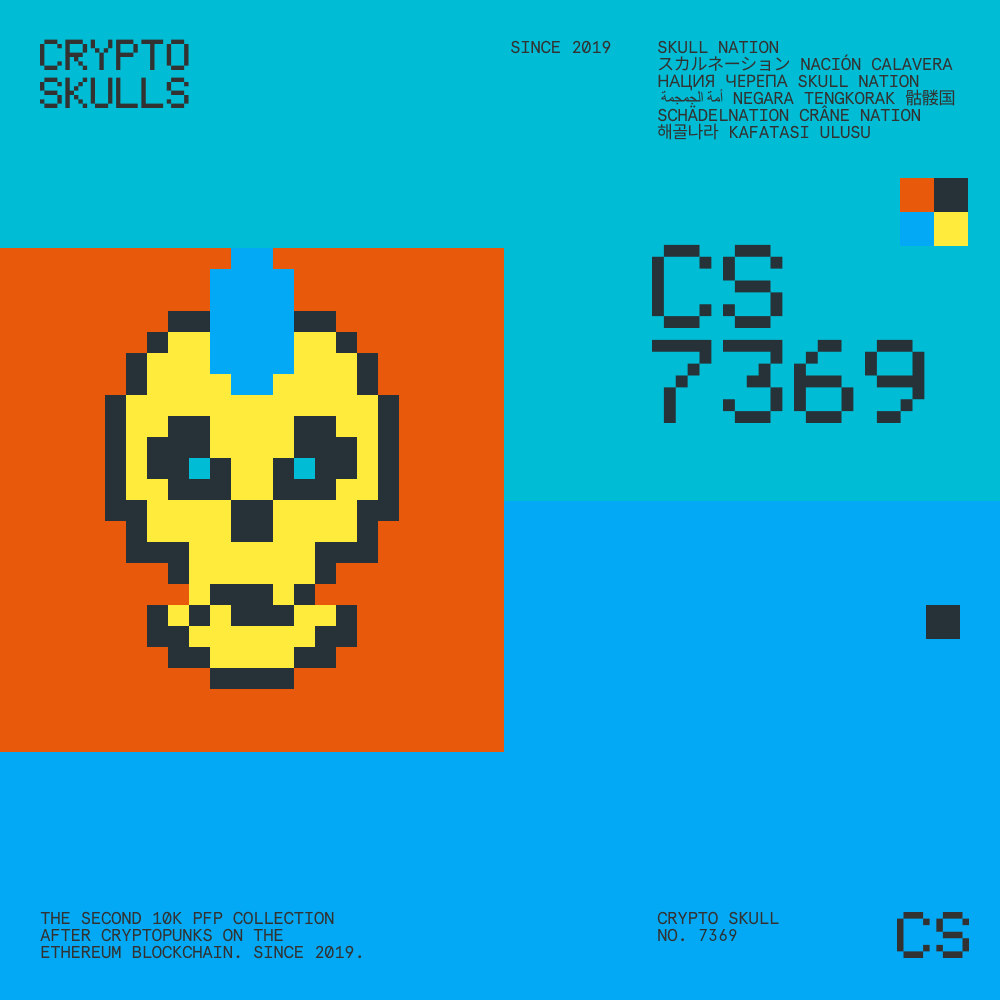 CRYPTO
SKULLS
SINCE 2019
SKULL NATION
スカルネーション NACIÓN CALAVERA
НАЦИЯ ЧЕРЕПА SKULL NATION
أمة الجمجمة NEGARA TENGKORAK 骷髅国
SCHÄDELNATION CRÂNE NATION
해골나라 KAFATASI ULUSU
CS
7369
THE SECOND 10K PFP COLLECTION
AFTER CRYPTOPUNKS ON THE
ETHEREUM BLOCKCHAIN. SINCE 2019.
CRYPTO SKULL
NO. 7369
CS